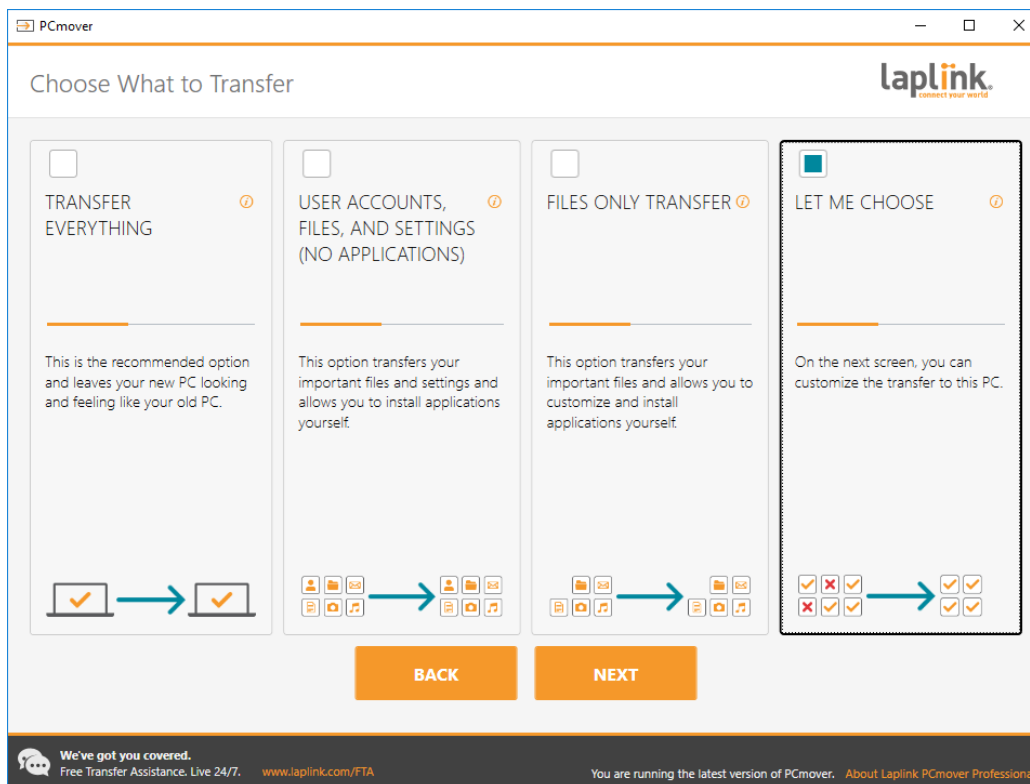 PCmover
Choose What to Transfer
laplink®
connect your world
TRANSFER
EVERYTHING
This is the recommended option
and leaves your new PC looking
and feeling like your old PC.
USER ACCOUNTS,
FILES, AND SETTINGS
(NO APPLICATIONS)
This option transfers your
important files and settings and
allows you to install applications
yourself.
FILES ONLY TRANSFER
This option transfers your
important files and allows you to
customize and install
applications yourself.
LET ME CHOOSE
On the next screen, you can
customize the transfer to this PC.
BACK
NEXT
We've got you covered.
Free Transfer Assistance. Live 24/7. www.laplink.com/FTA
You are running the latest version of PCmover. About Laplink PCmover Professional